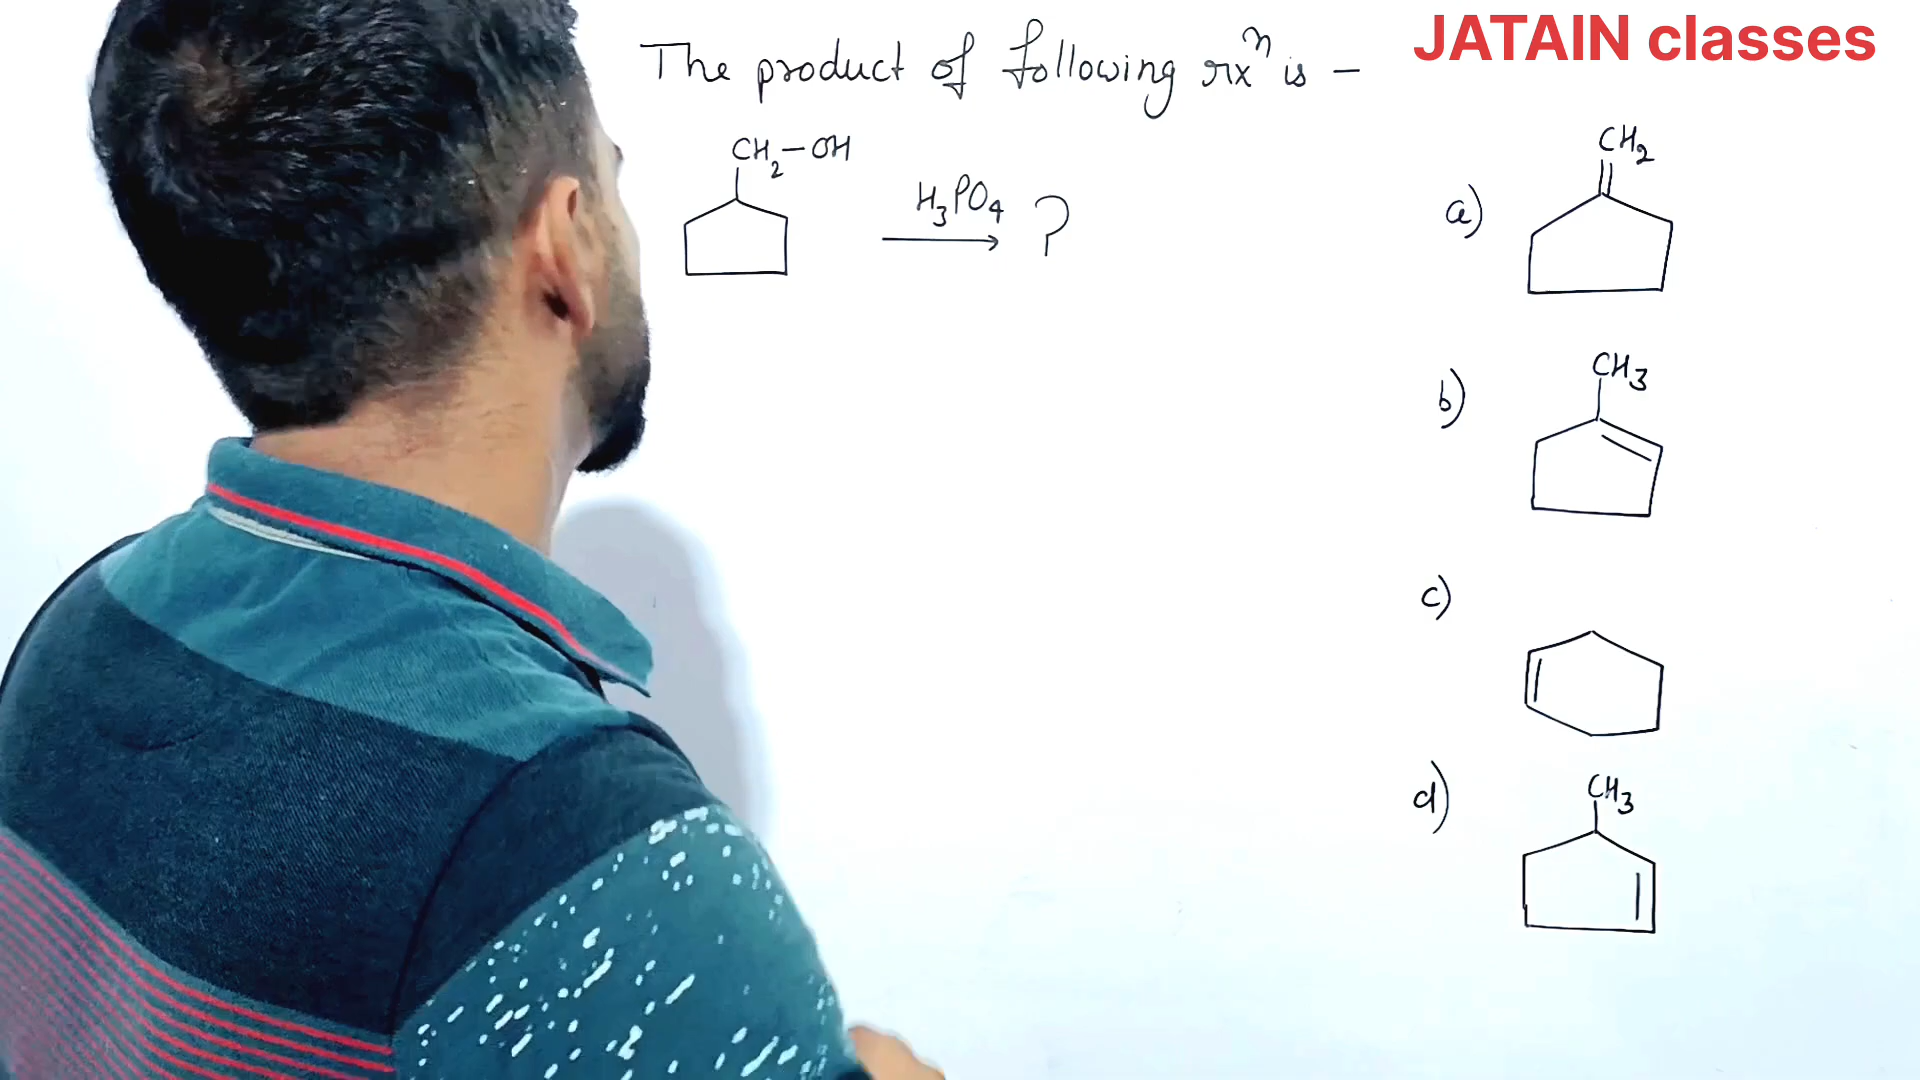 JATAIN classes
The product of following rxⁿ is –
CH₂–OH
H₃PO₄
?
a)
CH₂
b)
CH₃
c)
d)
CH₃